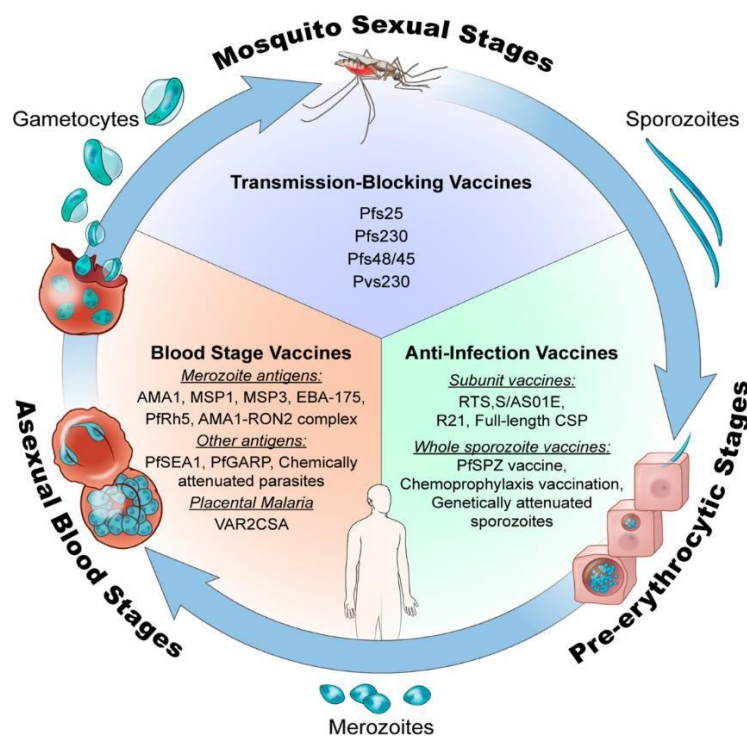 Mosquito Sexual Stages
Gametocytes
Sporozoites
Transmission-Blocking Vaccines
Pfs25
Pfs230
Pfs48/45
Pvs230
Blood Stage Vaccines
Merozoite antigens:
AMA1, MSP1, MSP3, EBA-175,
PfRh5, AMA1-RON2 complex
Other antigens:
PfSEA1, PfGARP, Chemically
attenuated parasites
Placental Malaria
VAR2CSA
Anti-Infection Vaccines
Subunit vaccines:
RTS,S/AS01E,
R21, Full-length CSP
Whole sporozoite vaccines:
PfSPZ vaccine,
Chemoprophylaxis vaccination,
Genetically attenuated
sporozoites
Asexual Blood Stages
Pre-erythrocytic Stages
Merozoites